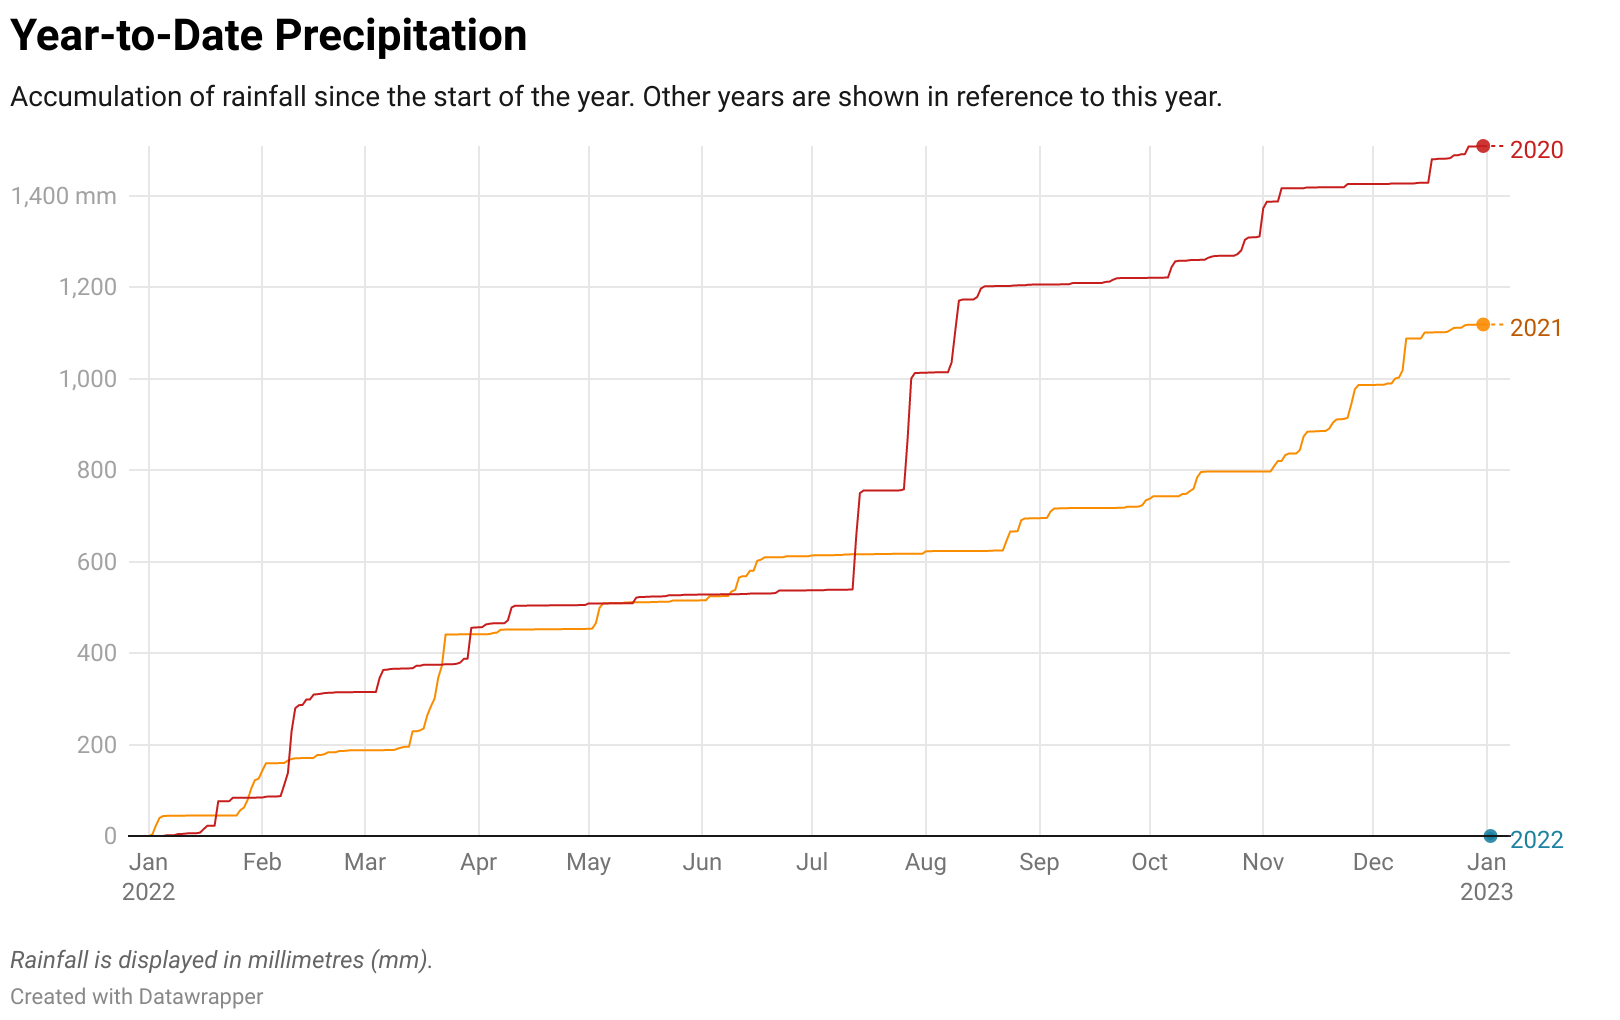 Year-to-Date Precipitation
Accumulation of rainfall since the start of the year. Other years are shown in reference to this year.
2020
1,400 mm
1,200
2021
1,000
800
600
400
200
0
2022
Jan Feb Mar Apr May Jun Jul Aug Sep Oct Nov Dec Jan
2022 2023
Rainfall is displayed in millimetres (mm).
Created with Datawrapper